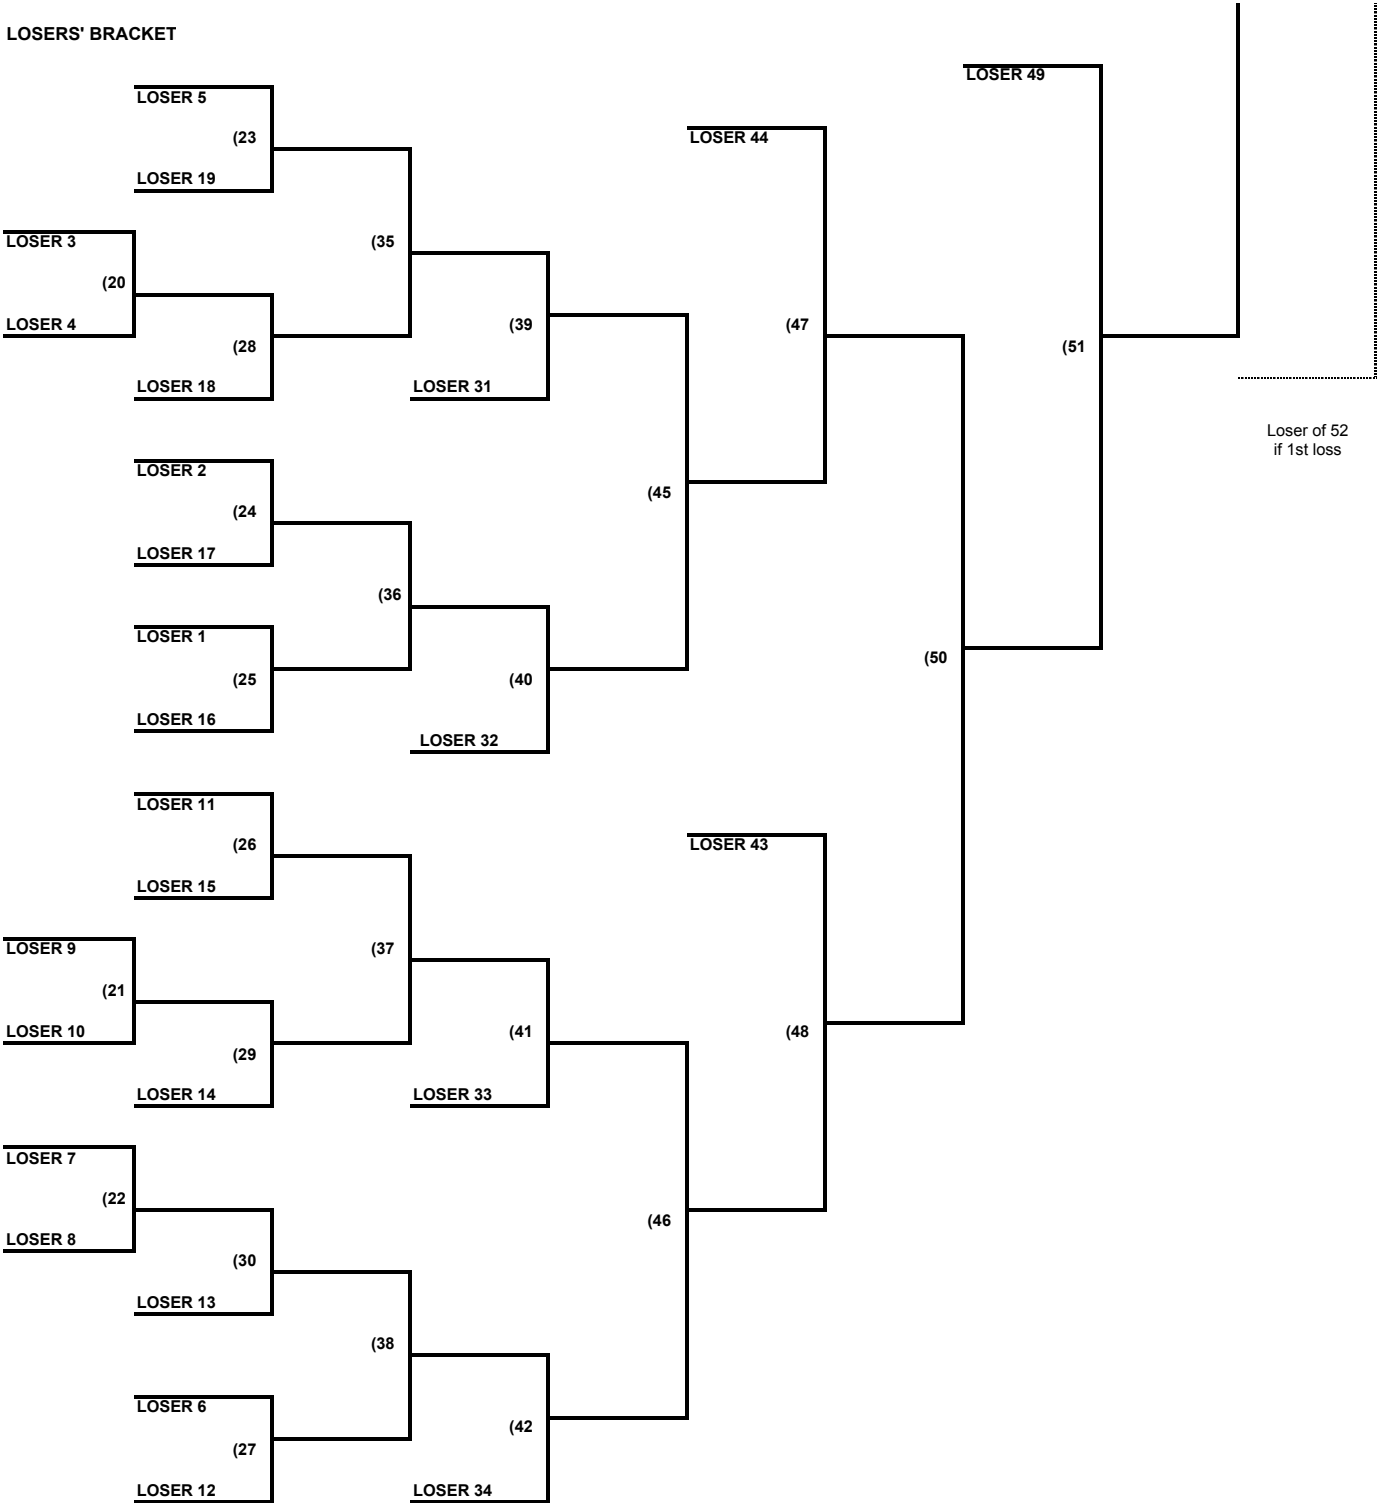 LOSERS' BRACKET
LOSER 49
LOSER 5
LOSER 44
(23
LOSER 19
LOSER 3
(35
(20
LOSER 4
(39
(47
(28
(51
LOSER 18
LOSER 31
Loser of 52
if 1st loss
LOSER 2
(45
(24
LOSER 17
(36
LOSER 1
(50
(25
(40
LOSER 16
LOSER 32
LOSER 11
(26
LOSER 43
LOSER 15
LOSER 9
(37
(21
LOSER 10
(41
(48
(29
LOSER 14
LOSER 33
LOSER 7
(22
(46
LOSER 8
(30
LOSER 13
(38
LOSER 6
(42
(27
LOSER 12
LOSER 34